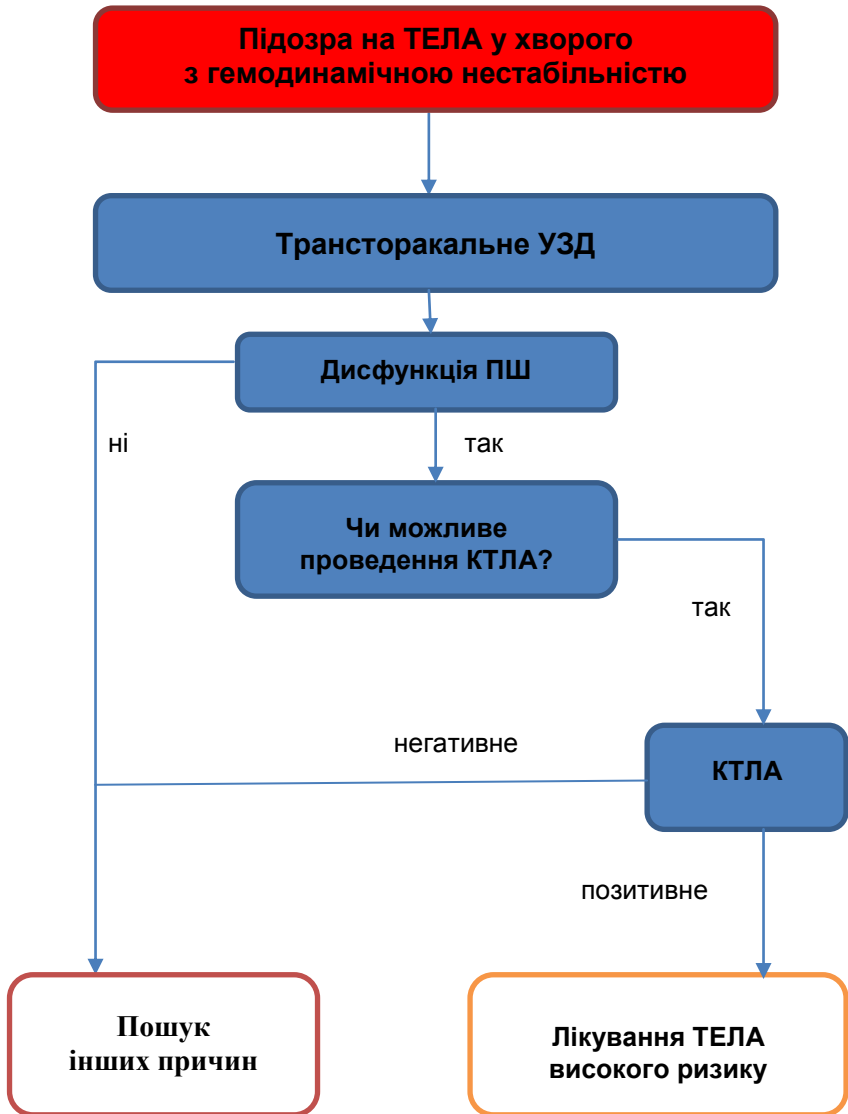 Підозра на ТЕЛА у хворого
з гемодинамічною нестабільністю
Трансторакальне УЗД
Дисфункція ПШ
ні
так
Чи можливе
проведення КТЛА?
так
негативне
КТЛА
позитивне
Пошук
інших причин
Лікування ТЕЛА
високого ризику